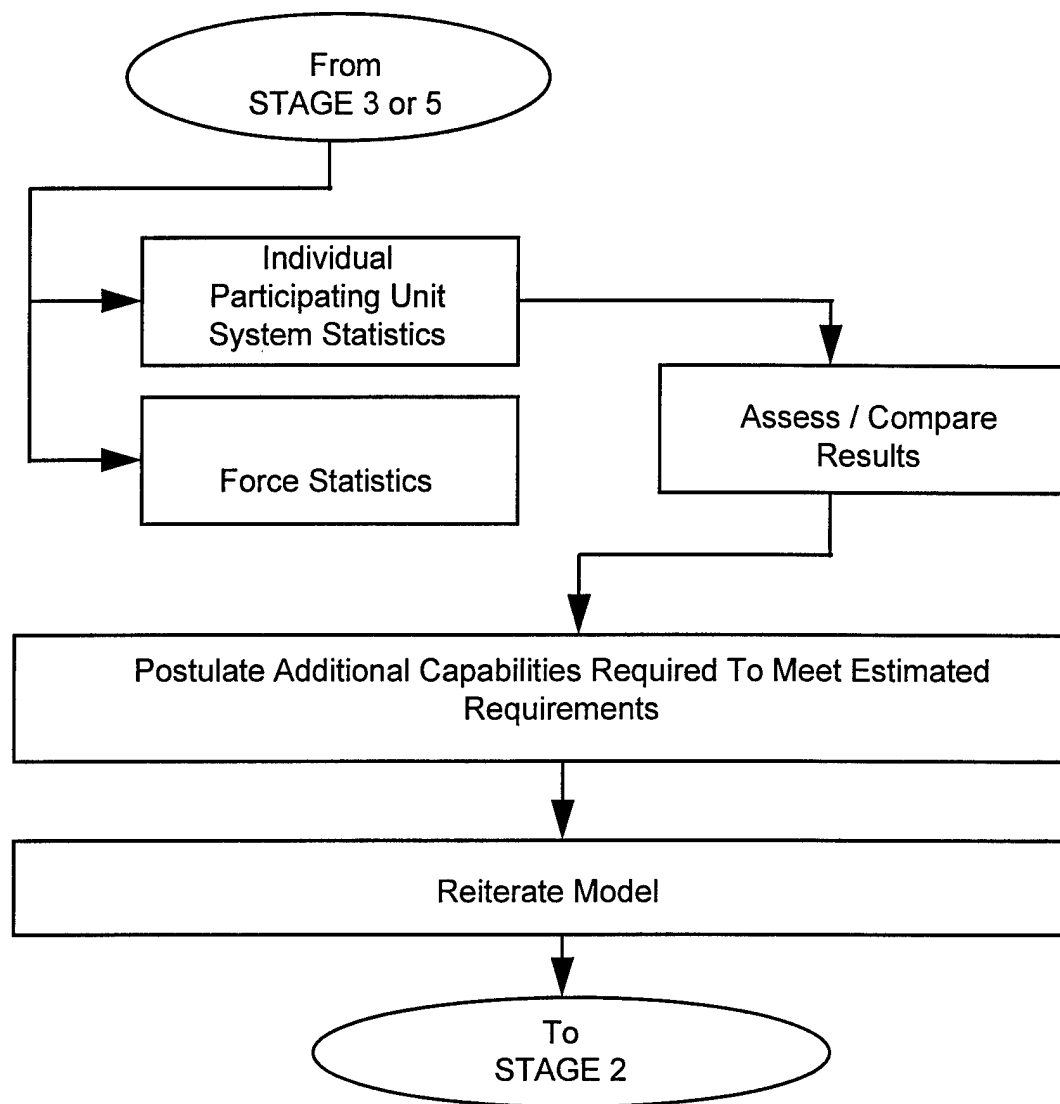 From
STAGE 3 or 5
Individual
Participating Unit
System Statistics
Force Statistics
Assess / Compare
Results
Postulate Additional Capabilities Required To Meet Estimated
Requirements
Reiterate Model
To
STAGE 2